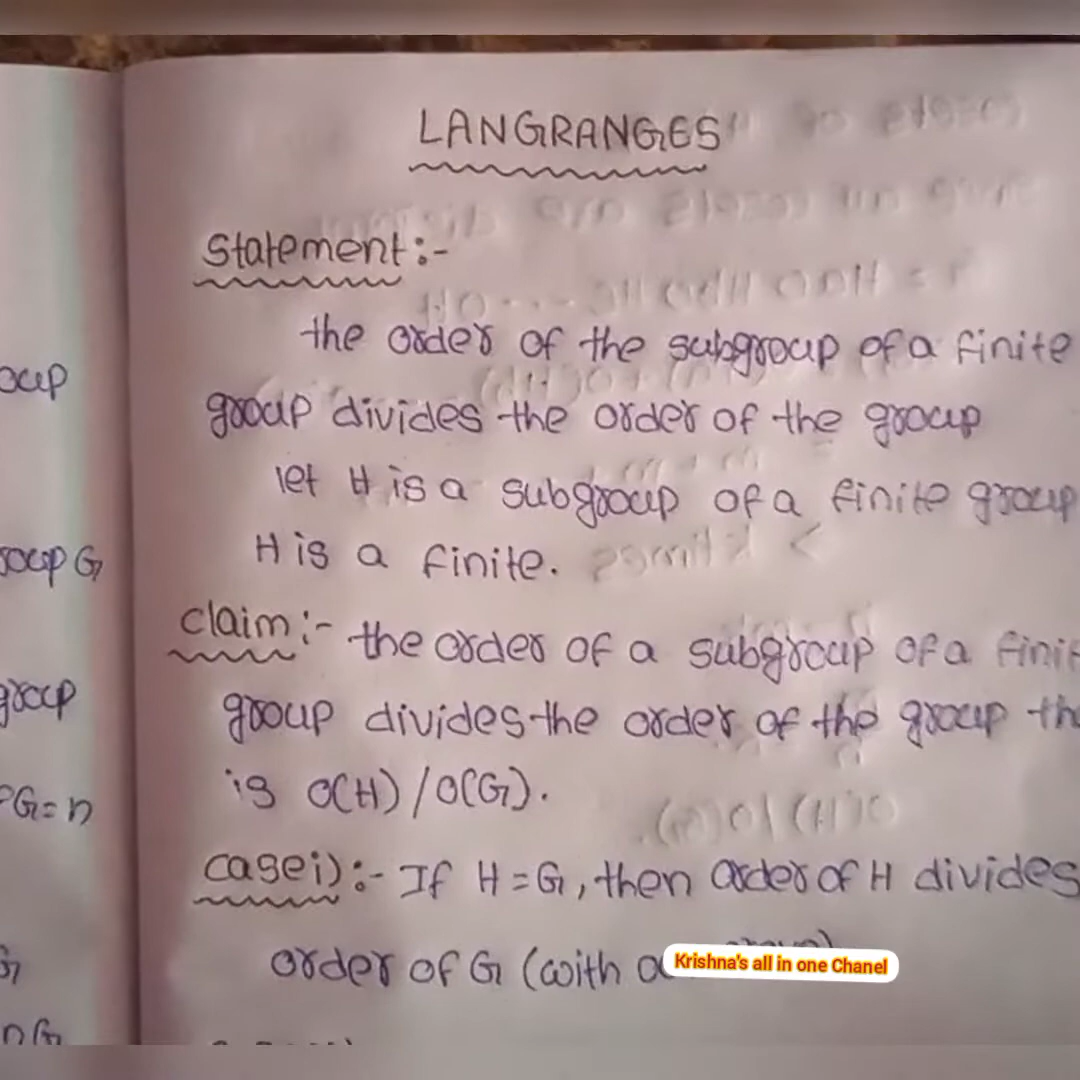 LANGRANGES
Statement:-
the order of the subgroup of a finite
group divides the order of the group
let H is a subgroup of a finite group
H is a finite.
claim:- the order of a subgroup of a
group divides the order of the group
is O(H)/O(G).
case i):- If H=G, then order of H divides
order of G (with
Krishna's all in one Chanel
oup
roup G
group
G=n